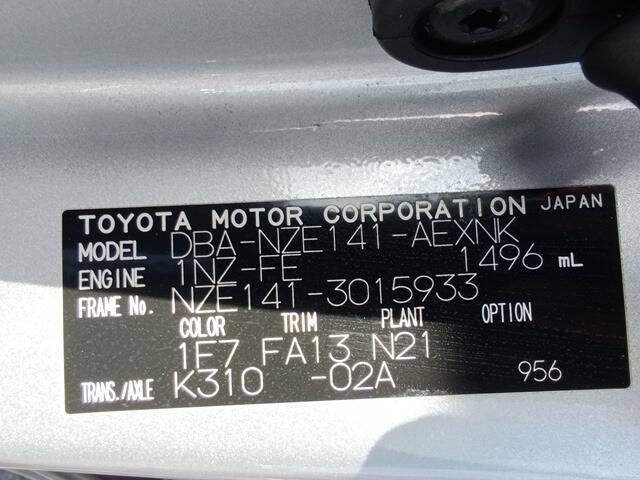 TOYOTA MOTOR CORPORATION JAPAN
MODEL DBA-NZE141-AEXNK
ENGINE 1NZ-FE 1496 mL
FRAME No. NZE141-3015933
COLOR TRIM PLANT OPTION
1F7 FA13 N21
TRANS./AXLE K310 -02A 956